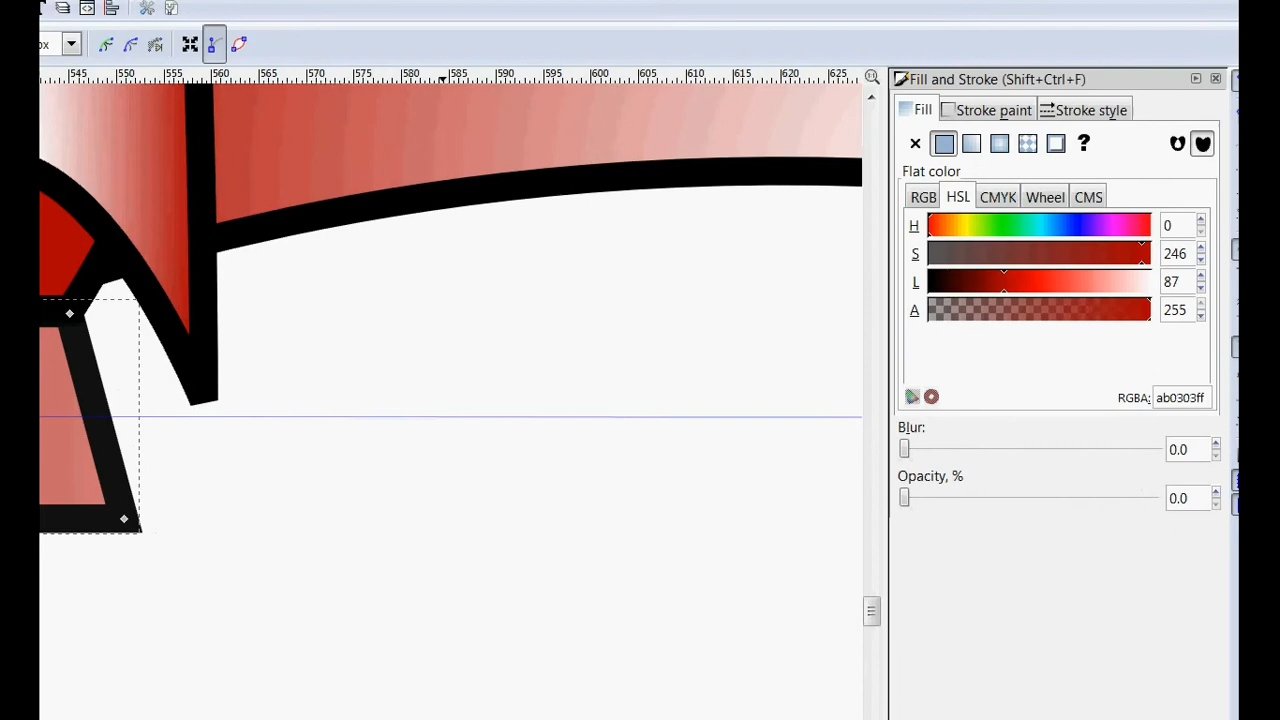 px
545 550 555 560 565 570 575 580 585 590 595 600 605 610 615 620 625
Fill and Stroke (Shift+Ctrl+F)
Fill Stroke paint Stroke style
?
Flat color
RGB HSL CMYK Wheel CMS
H 0
S 246
L 87
A 255
RGBA: ab0303ff
Blur:
0.0
Opacity, %
0.0